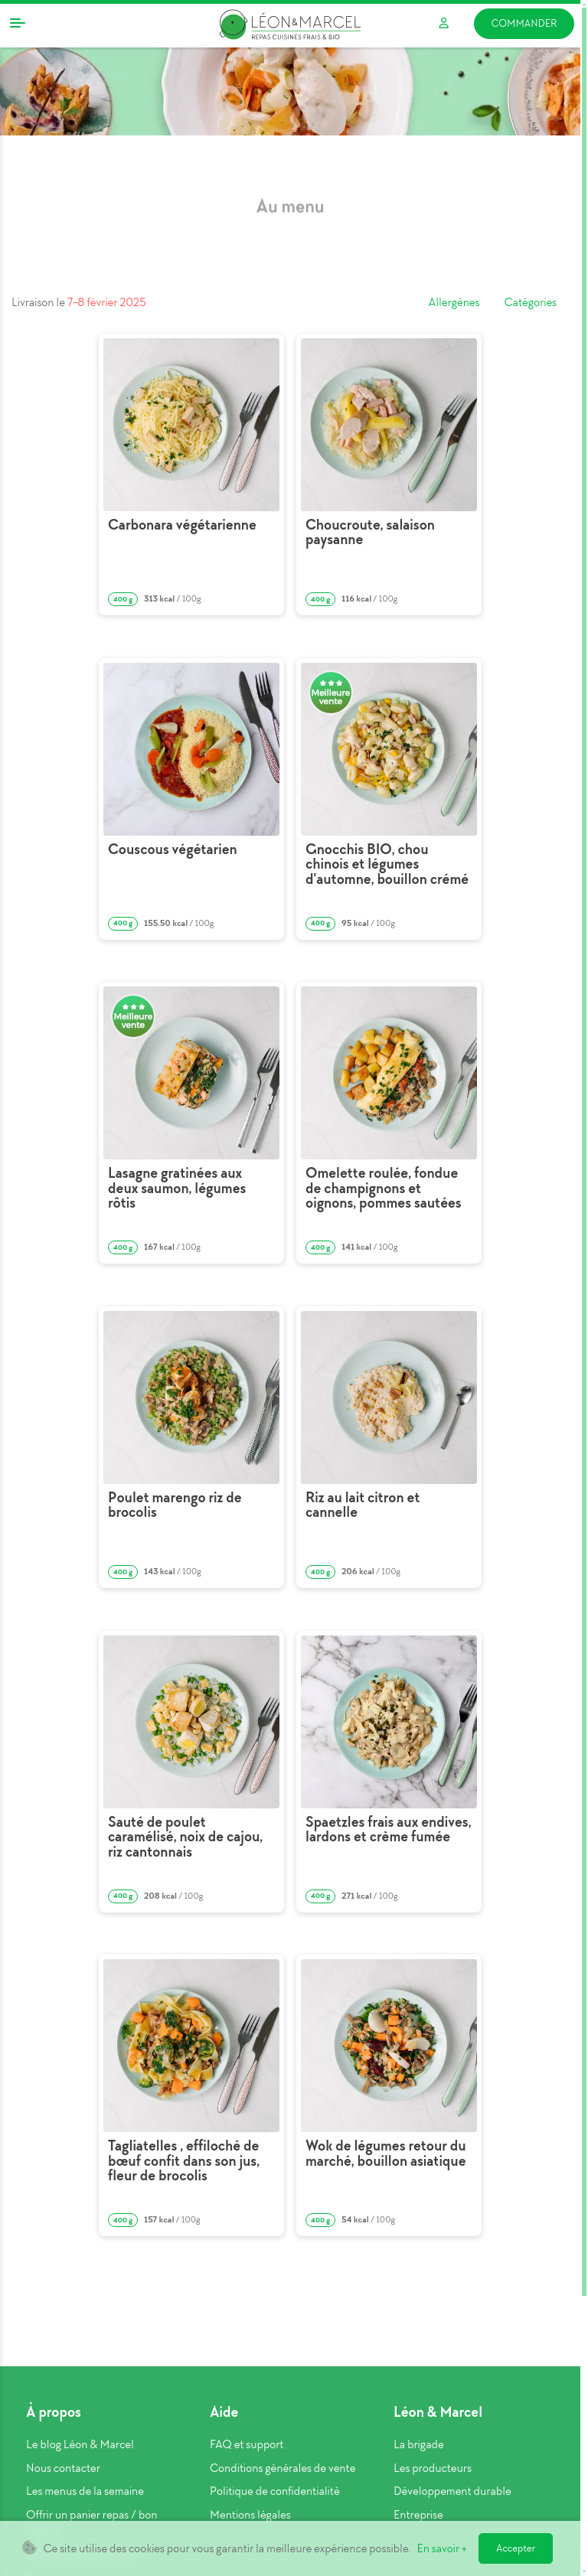 LÉON&MARCEL
REPAS CUISINÉS FRAIS & BIO
COMMANDER
Au menu
Livraison le 7-8 février 2025
Allergènes
Catégories
Carbonara végétarienne
400 g 313 kcal / 100g
Choucroute, salaison
paysanne
400 g 116 kcal / 100g
Couscous végétarien
400 g 155.50 kcal / 100g
Meilleure
vente
Gnocchis BIO, chou
chinois et légumes
d'automne, bouillon crémé
400 g 95 kcal / 100g
Meilleure
vente
Lasagne gratinées aux
deux saumon, légumes
rôtis
400 g 167 kcal / 100g
Omelette roulée, fondue
de champignons et
oignons, pommes sautées
400 g 141 kcal / 100g
Poulet marengo riz de
brocolis
400 g 143 kcal / 100g
Riz au lait citron et
cannelle
400 g 206 kcal / 100g
Sauté de poulet
caramélisé, noix de cajou,
riz cantonnais
400 g 208 kcal / 100g
Spaetzles frais aux endives,
lardons et crème fumée
400 g 271 kcal / 100g
Tagliatelles , effiloché de
bœuf confit dans son jus,
fleur de brocolis
400 g 157 kcal / 100g
Wok de légumes retour du
marché, bouillon asiatique
400 g 54 kcal / 100g
À propos
Le blog Léon & Marcel
Nous contacter
Les menus de la semaine
Offrir un panier repas / bon
Aide
FAQ et support
Conditions générales de vente
Politique de confidentialité
Mentions légales
Léon & Marcel
La brigade
Les producteurs
Développement durable
Entreprise
Ce site utilise des cookies pour vous garantir la meilleure expérience possible. En savoir +
Accepter